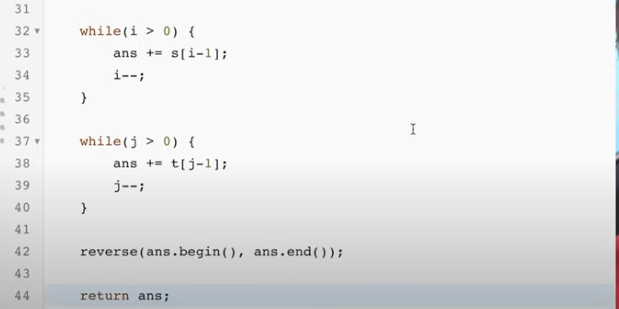 31
32 while(i > 0) {
33 ans += s[i-1];
34 i--;
35 }
36
37 while(j > 0) {
38 ans += t[j-1];
39 j--;
40 }
41
42 reverse(ans.begin(), ans.end());
43
44 return ans;